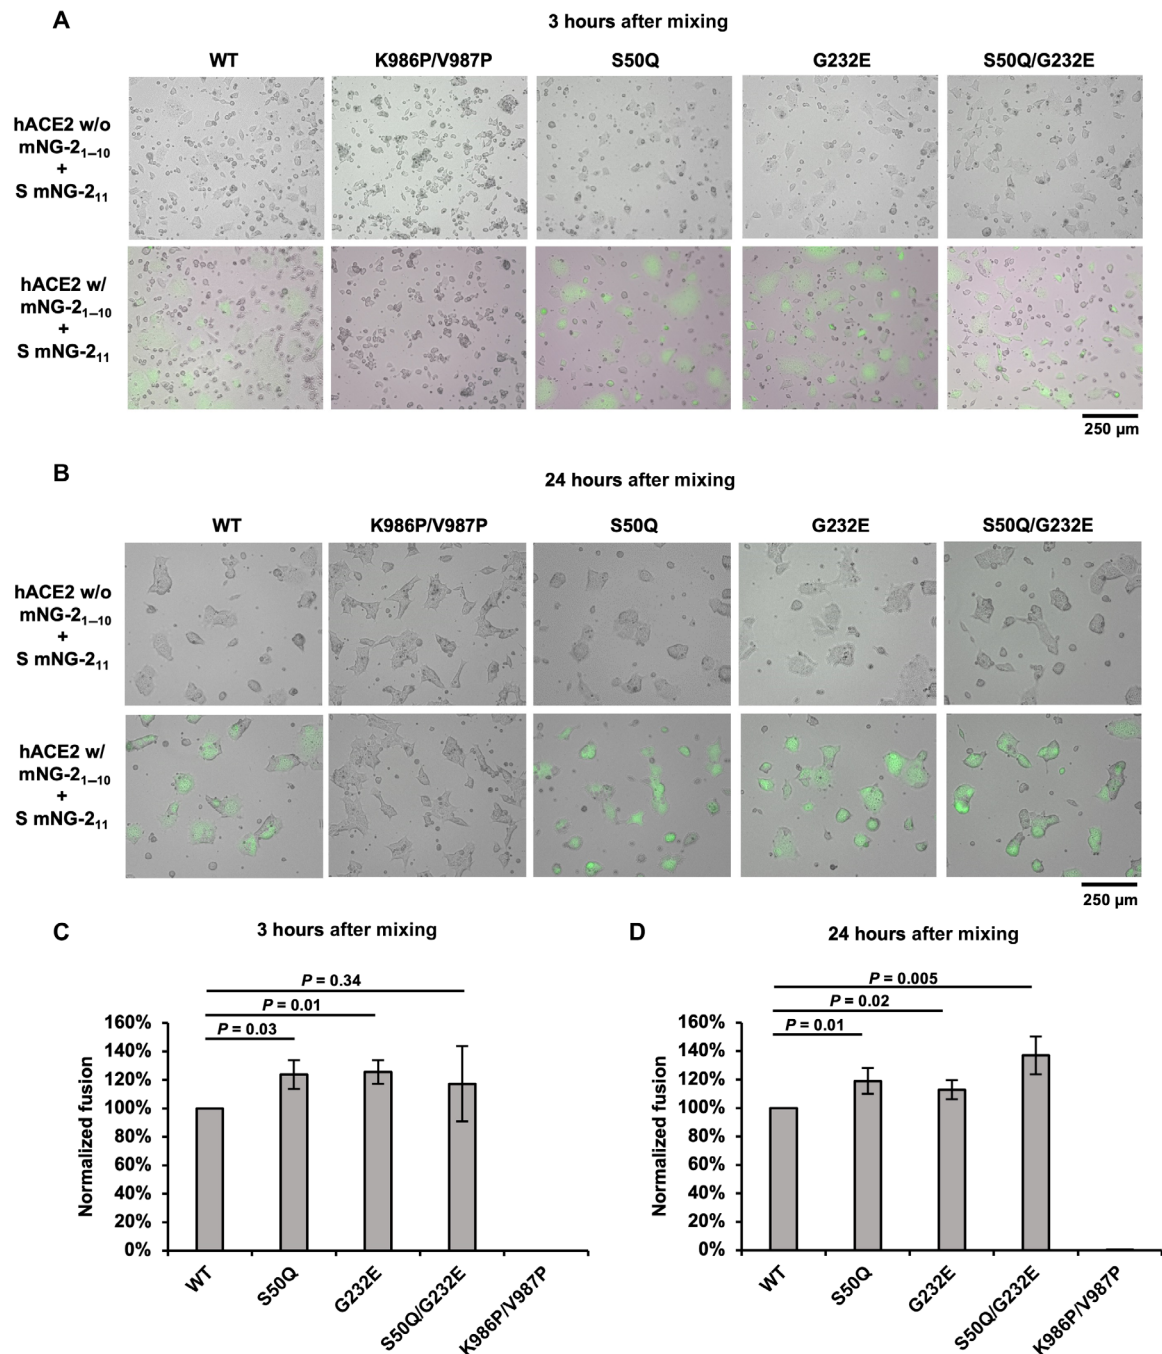 A
3 hours after mixing
WT K986P/V987P S50Q G232E S50Q/G232E
hACE2 w/o
mNG-2₁₋₁₀
+
S mNG-2₁₁
hACE2 w/
mNG-2₁₋₁₀
+
S mNG-2₁₁
250 µm
B
24 hours after mixing
WT K986P/V987P S50Q G232E S50Q/G232E
hACE2 w/o
mNG-2₁₋₁₀
+
S mNG-2₁₁
hACE2 w/
mNG-2₁₋₁₀
+
S mNG-2₁₁
250 µm
C
3 hours after mixing
P = 0.34
P = 0.01
P = 0.03
Normalized fusion
160%
140%
120%
100%
80%
60%
40%
20%
0%
WT
S50Q
G232E
S50Q/G232E
K986P/V987P
D
24 hours after mixing
P = 0.005
P = 0.02
P = 0.01
Normalized fusion
160%
140%
120%
100%
80%
60%
40%
20%
0%
WT
S50Q
G232E
S50Q/G232E
K986P/V987P